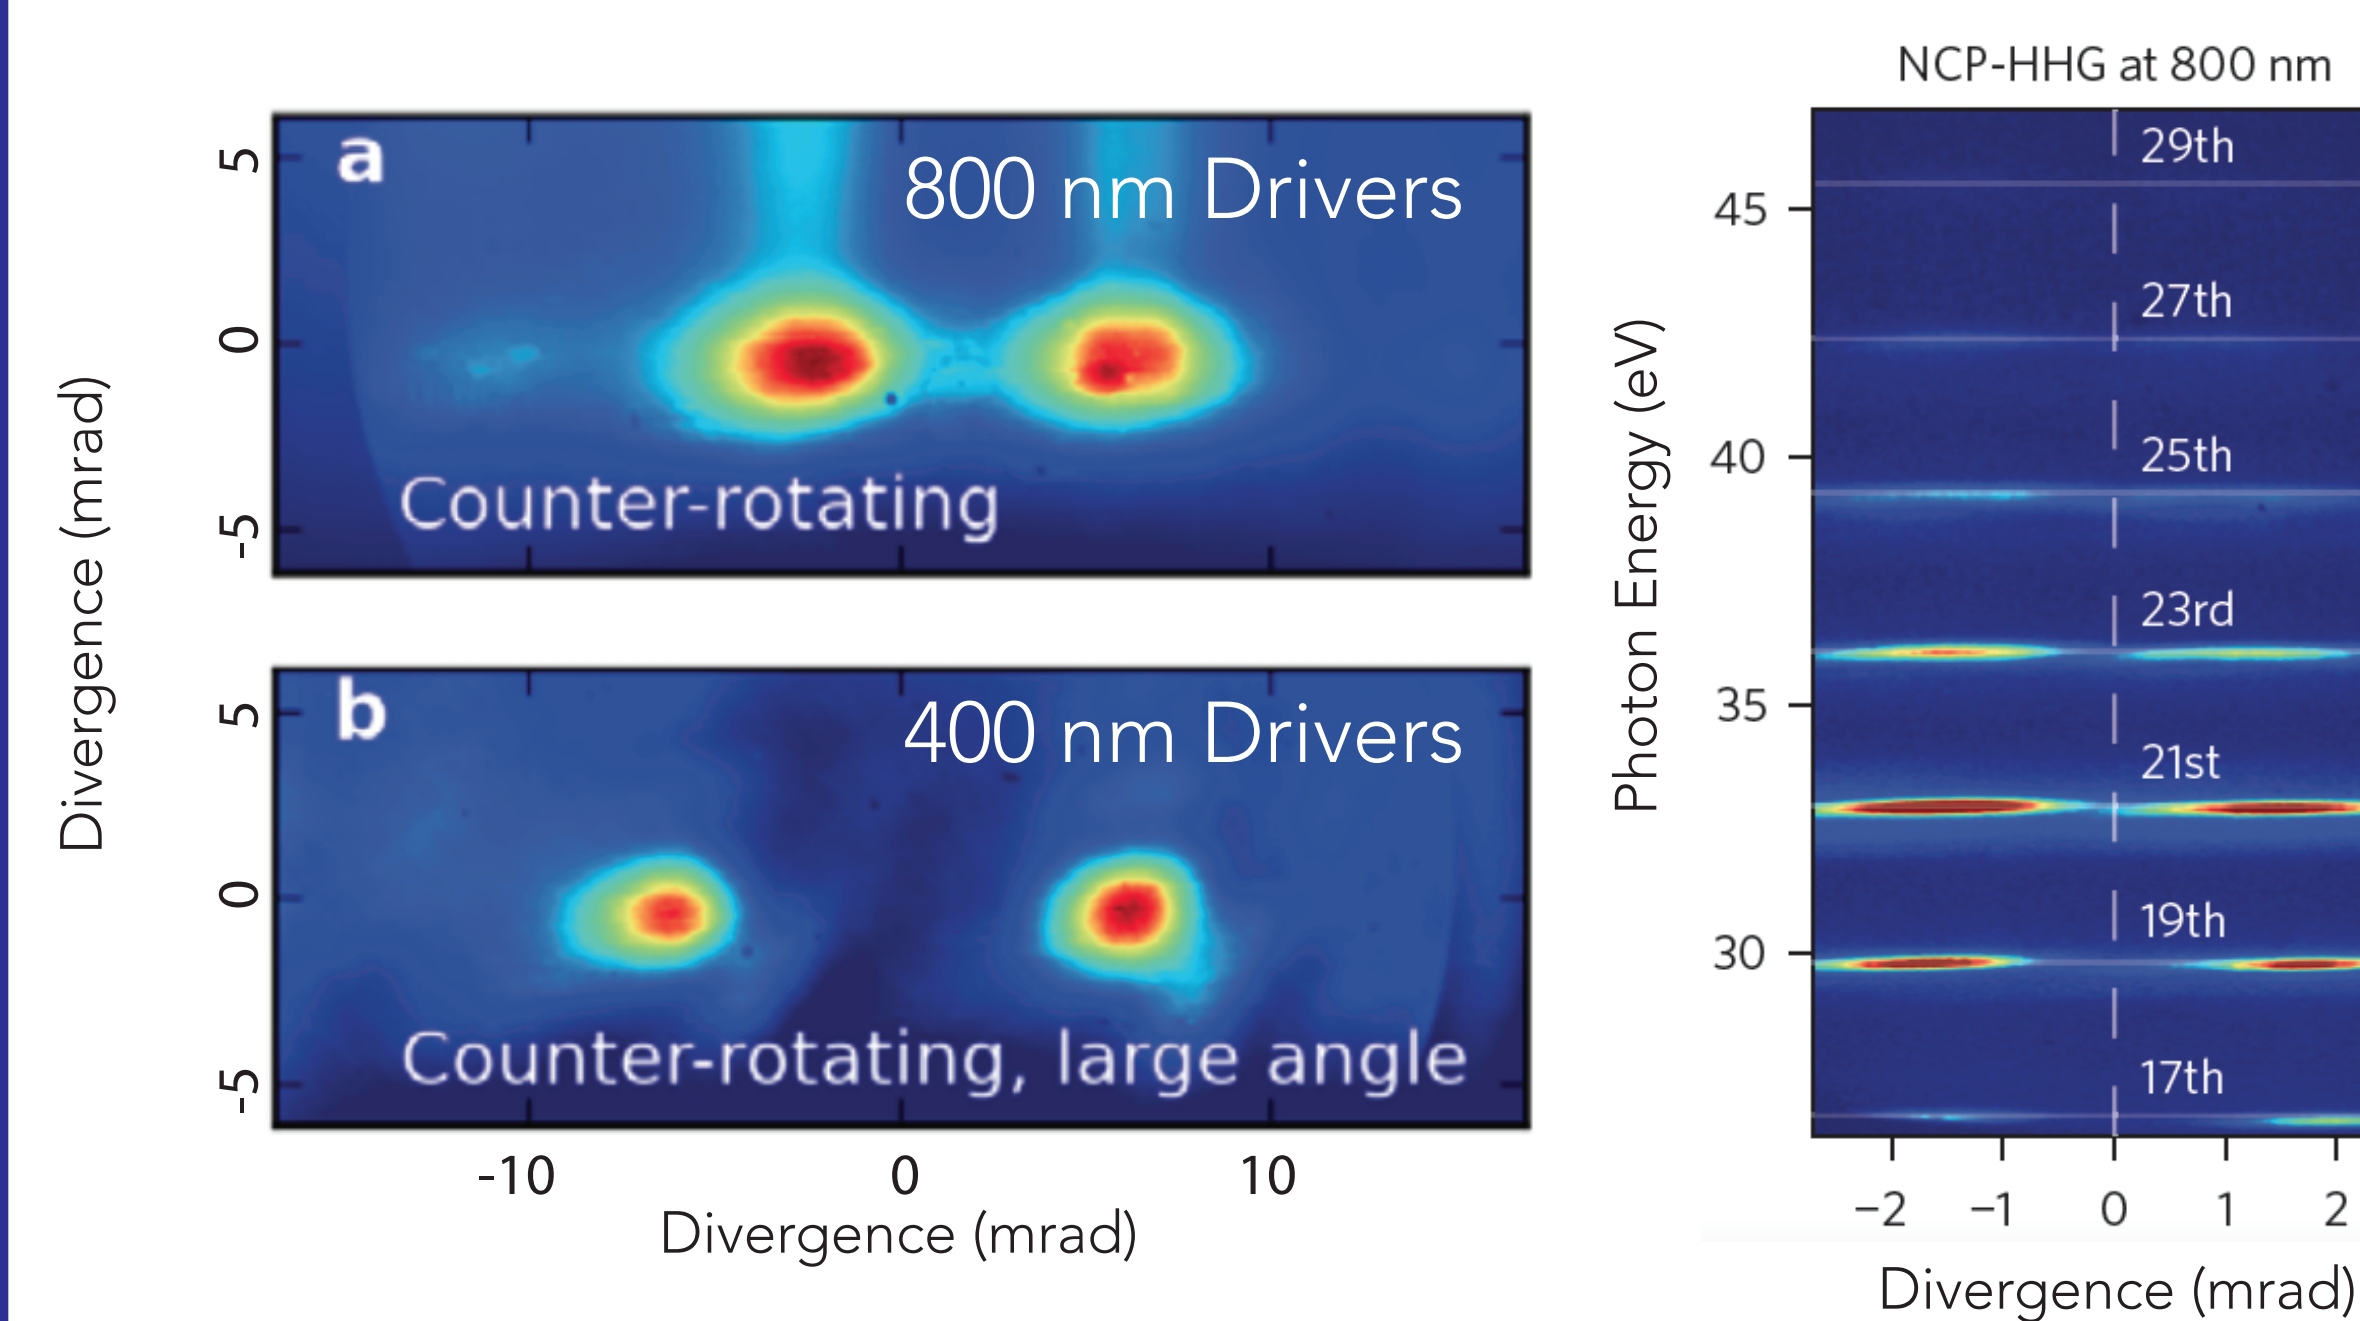 Divergence (mrad)
a
800 nm Drivers
Counter-rotating
5
0
-5
b
400 nm Drivers
Counter-rotating, large angle
5
0
-5
-10
0
10
Divergence (mrad)
NCP-HHG at 800 nm
Photon Energy (eV)
45
40
35
30
29th
27th
25th
23rd
21st
19th
17th
−2
−1
0
1
2
Divergence (mrad)